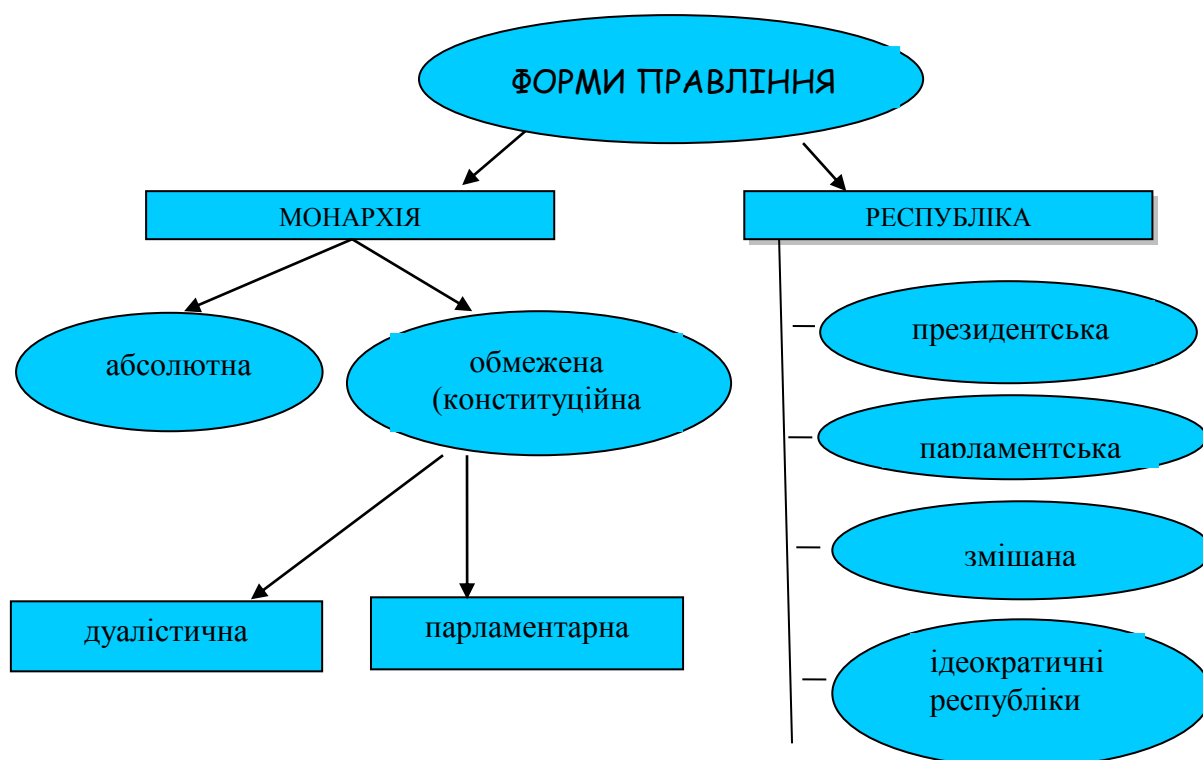 ФОРМИ ПРАВЛІННЯ
МОНАРХІЯ
РЕСПУБЛІКА
абсолютна
обмежена
(конституційна
президентська
парламентська
змішана
дуалістична
парламентарна
ідеократичні
республіки